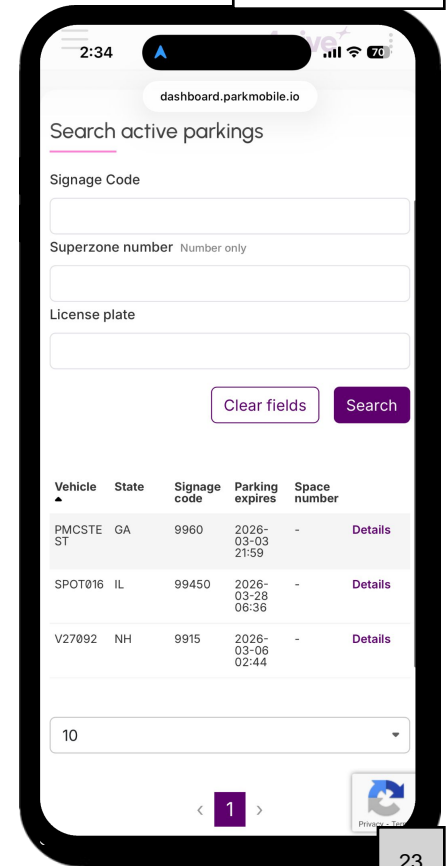 2:34
70
dashboard.parkmobile.io
Search active parkings
Signage Code
Superzone number Number only
License plate
Clear fields Search
Vehicle State Signage code Parking expires Space number
PMCSTE
ST GA 9960 2026-
03-03
21:59 - Details
SPOT016 IL 99450 2026-
03-28
06:36 - Details
V27092 NH 9915 2026-
03-06
02:44 - Details
10
‹ 1 ›
Privacy -
23